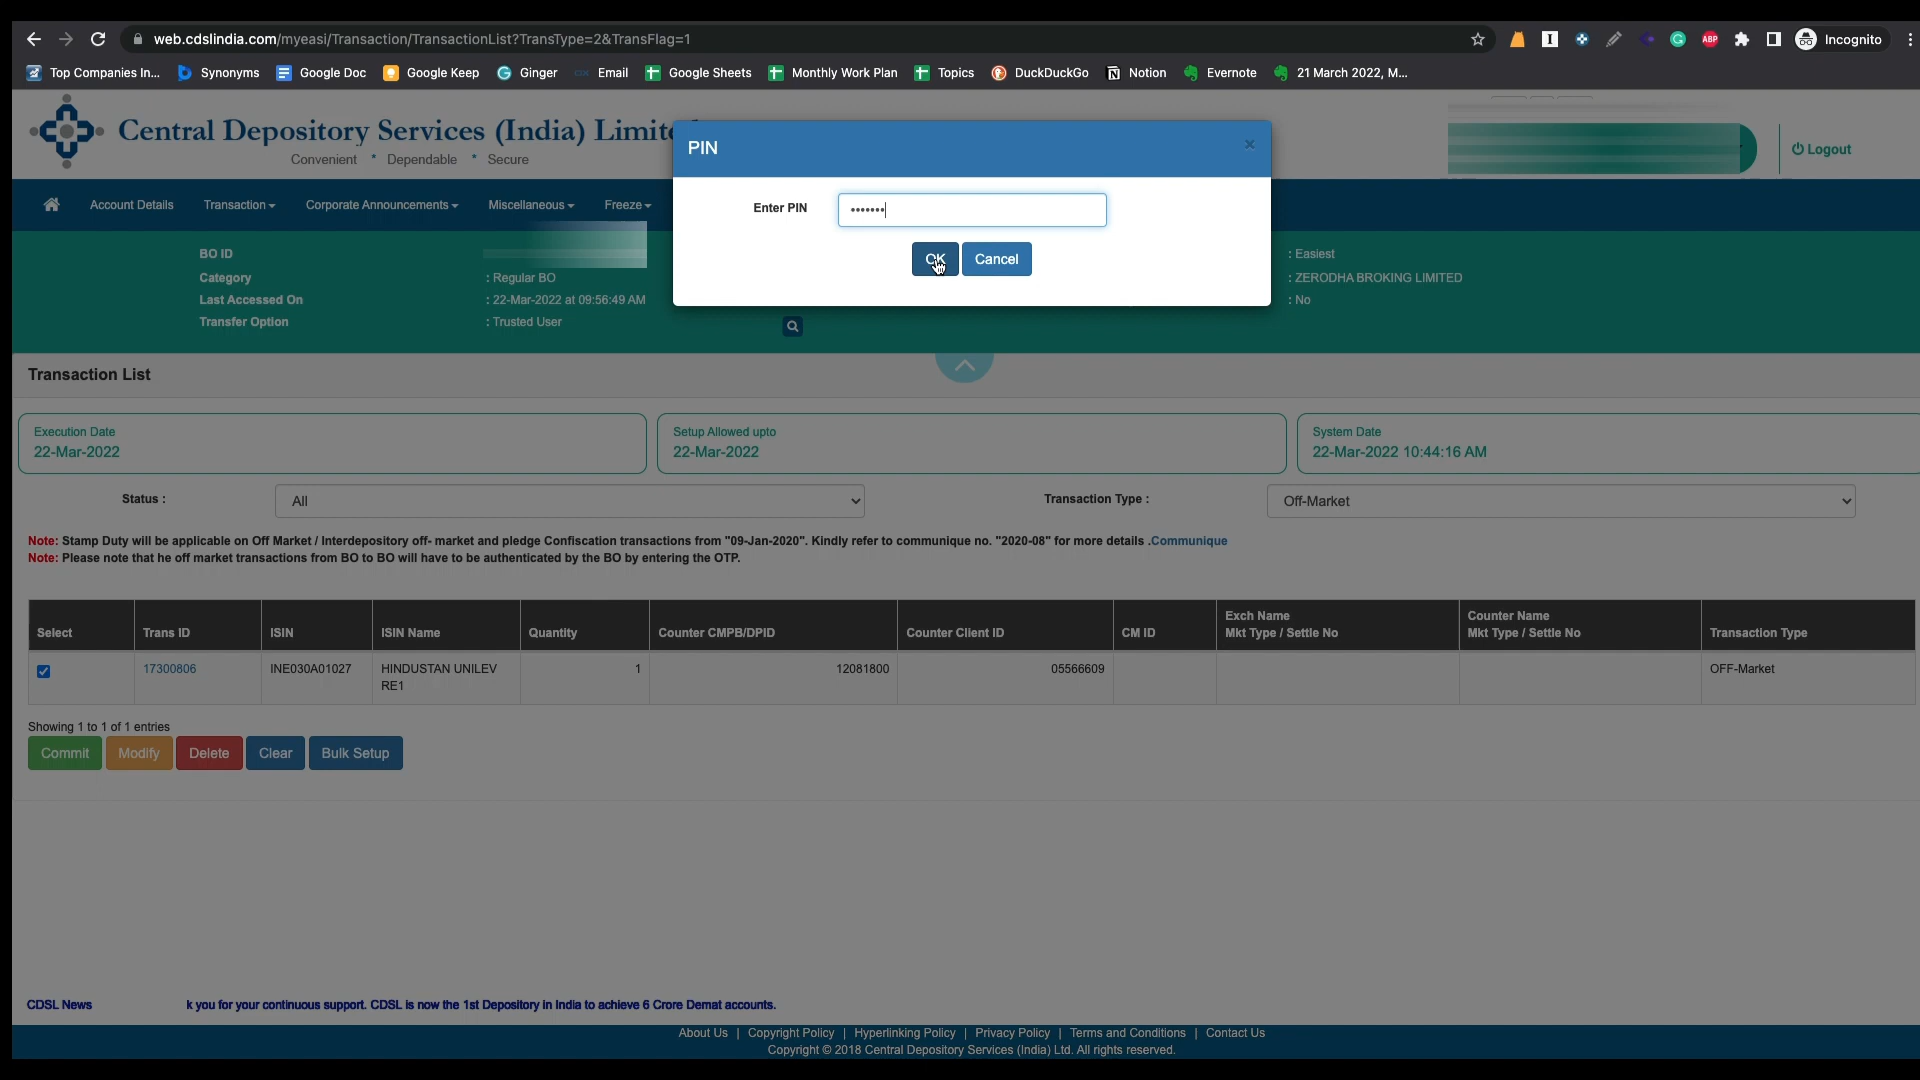 web.cdslindia.com/myeasi/Transaction/TransactionList?TransType=2&TransFlag=1
ABP
Incognito
Top Companies In...
Synonyms
Google Doc
Google Keep
Ginger
Email
Google Sheets
Monthly Work Plan
Topics
DuckDuckGo
Notion
Evernote
21 March 2022, M...
Central Depository Services (India) Limite
Convenient * Dependable * Secure
Logout
PIN
×
Enter PIN
•••••••
OK
Cancel
Account Details
Transaction
Corporate Announcements
Miscellaneous
Freeze
BO ID
Category : Regular BO
Last Accessed On : 22-Mar-2022 at 09:56:49 AM
Transfer Option : Trusted User
: Easiest
: ZERODHA BROKING LIMITED
: No
Transaction List
Execution Date
22-Mar-2022
Setup Allowed upto
22-Mar-2022
System Date
22-Mar-2022 10:44:16 AM
Status :
All
Transaction Type :
Off-Market
Note: Stamp Duty will be applicable on Off Market / Interdepository off- market and pledge Confiscation transactions from "09-Jan-2020". Kindly refer to communique no. "2020-08" for more details .Communique
Note: Please note that he off market transactions from BO to BO will have to be authenticated by the BO by entering the OTP.
Select
Trans ID
ISIN
ISIN Name
Quantity
Counter CMPB/DPID
Counter Client ID
CM ID
Exch Name
Mkt Type / Settle No
Counter Name
Mkt Type / Settle No
Transaction Type
17300806
INE030A01027
HINDUSTAN UNILEV
RE1
1
12081800
05566609
OFF-Market
Showing 1 to 1 of 1 entries
Commit
Modify
Delete
Clear
Bulk Setup
CDSL News
k you for your continuous support. CDSL is now the 1st Depository in India to achieve 6 Crore Demat accounts.
About Us | Copyright Policy | Hyperlinking Policy | Privacy Policy | Terms and Conditions | Contact Us
Copyright © 2018 Central Depository Services (India) Ltd. All rights reserved.